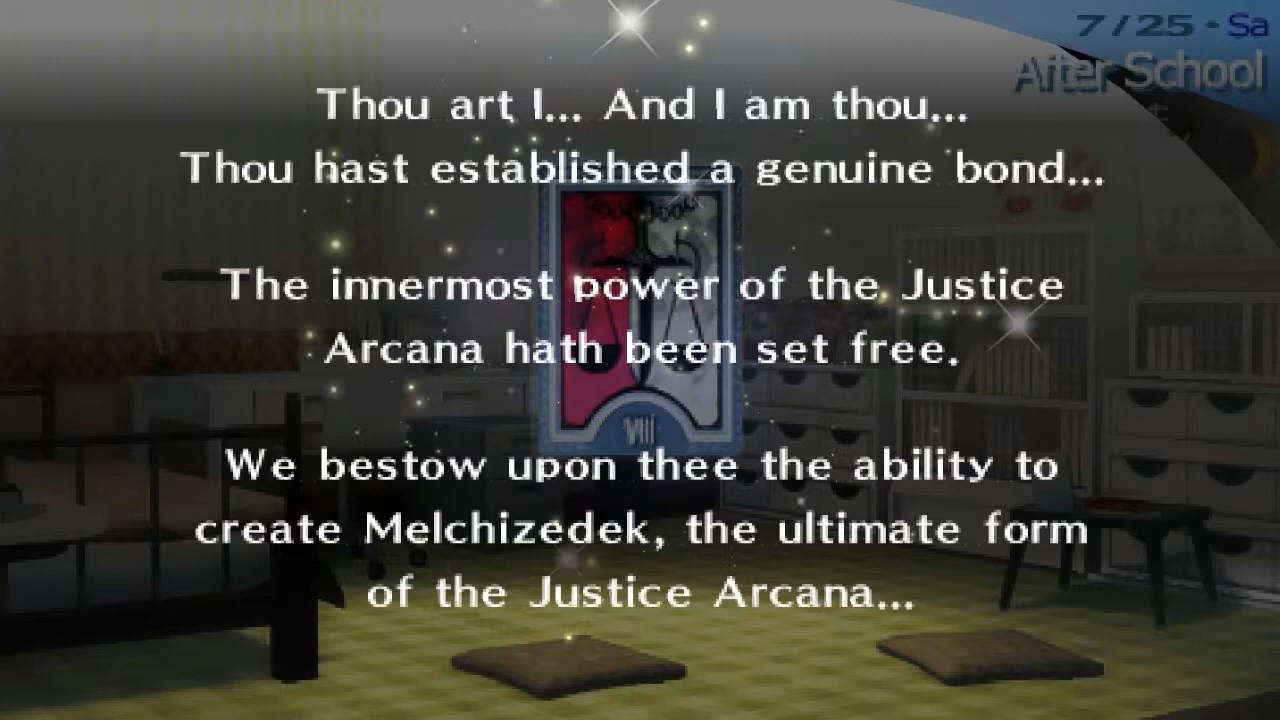 7/25・Sa
After School
Thou art I... And I am thou...
Thou hast established a genuine bond...
The innermost power of the Justice
Arcana hath been set free.
VIII
We bestow upon thee the ability to
create Melchizedek, the ultimate form
of the Justice Arcana...